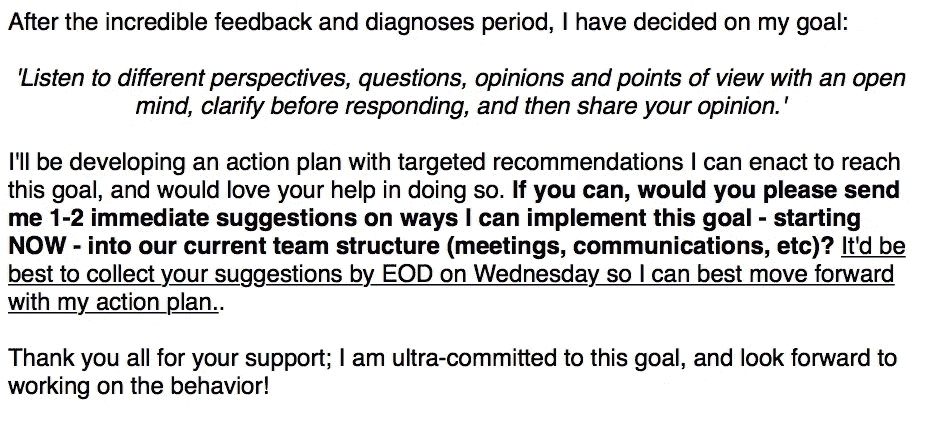 After the incredible feedback and diagnoses period, I have decided on my goal:
'Listen to different perspectives, questions, opinions and points of view with an open
mind, clarify before responding, and then share your opinion.'
I'll be developing an action plan with targeted recommendations I can enact to reach
this goal, and would love your help in doing so. If you can, would you please send
me 1-2 immediate suggestions on ways I can implement this goal - starting
NOW - into our current team structure (meetings, communications, etc)? It'd be
best to collect your suggestions by EOD on Wednesday so I can best move forward
with my action plan..
Thank you all for your support; I am ultra-committed to this goal, and look forward to
working on the behavior!